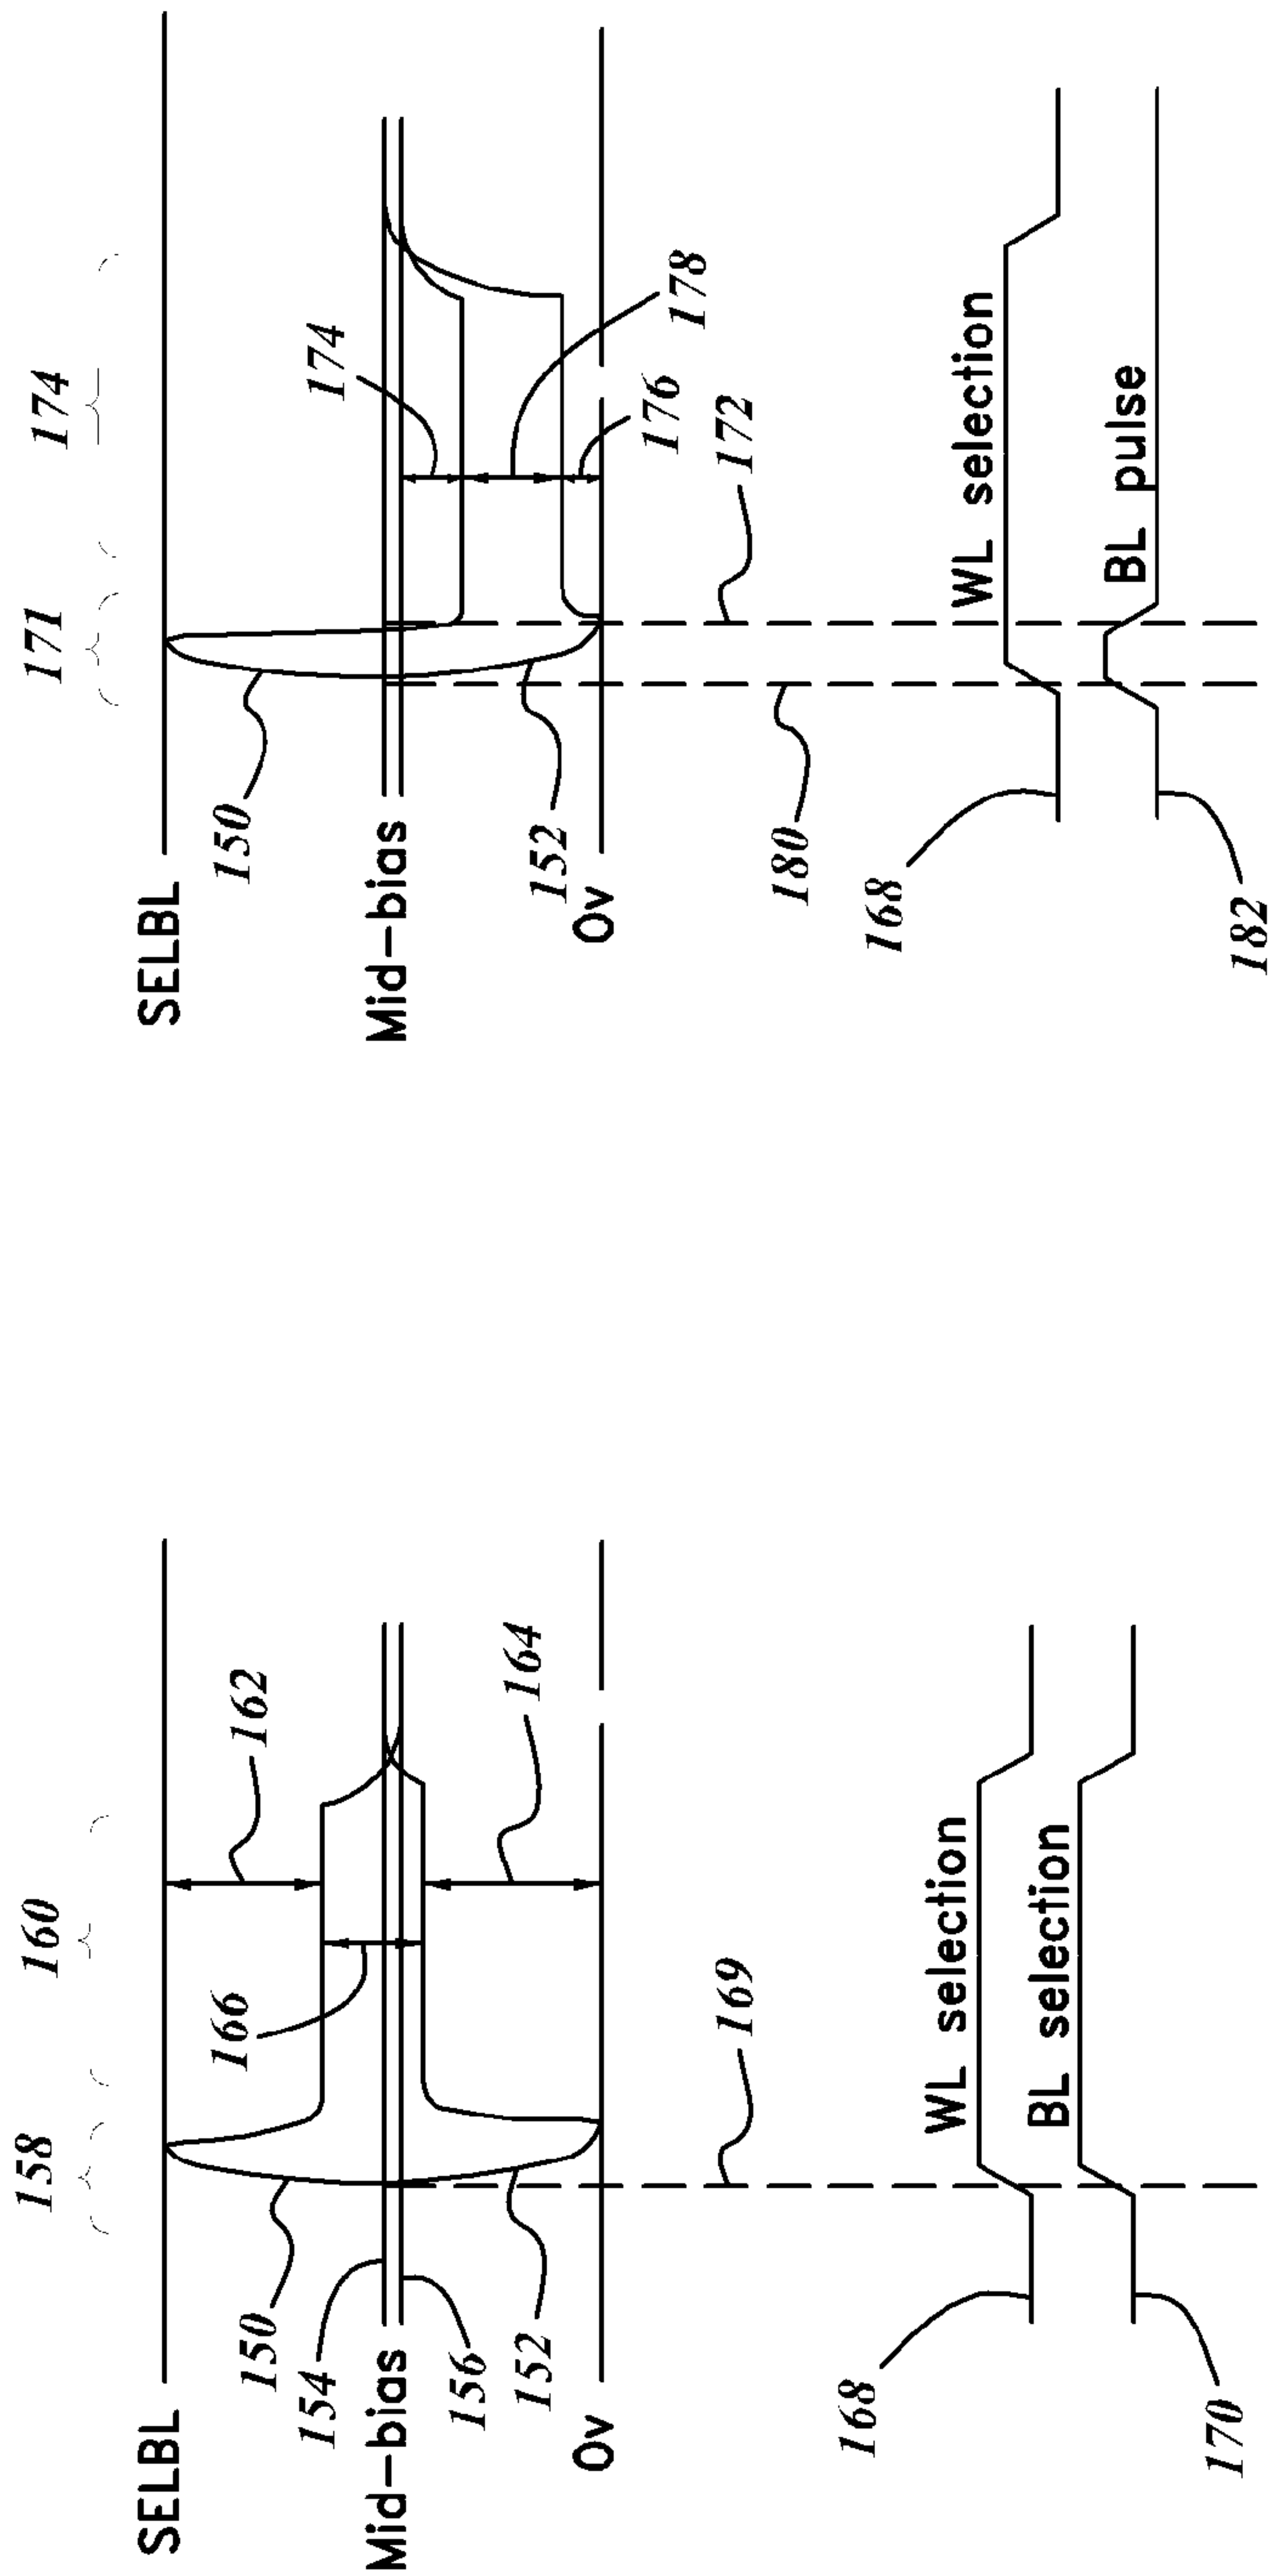 158
160
SELBL
150
162
154
166
Mid-bias
156
164
152
0v
169
168
WL selection
BL selection
170
171
174
SELBL
150
174
Mid-bias
178
176
152
0v
172
180
168
WL selection
BL pulse
182